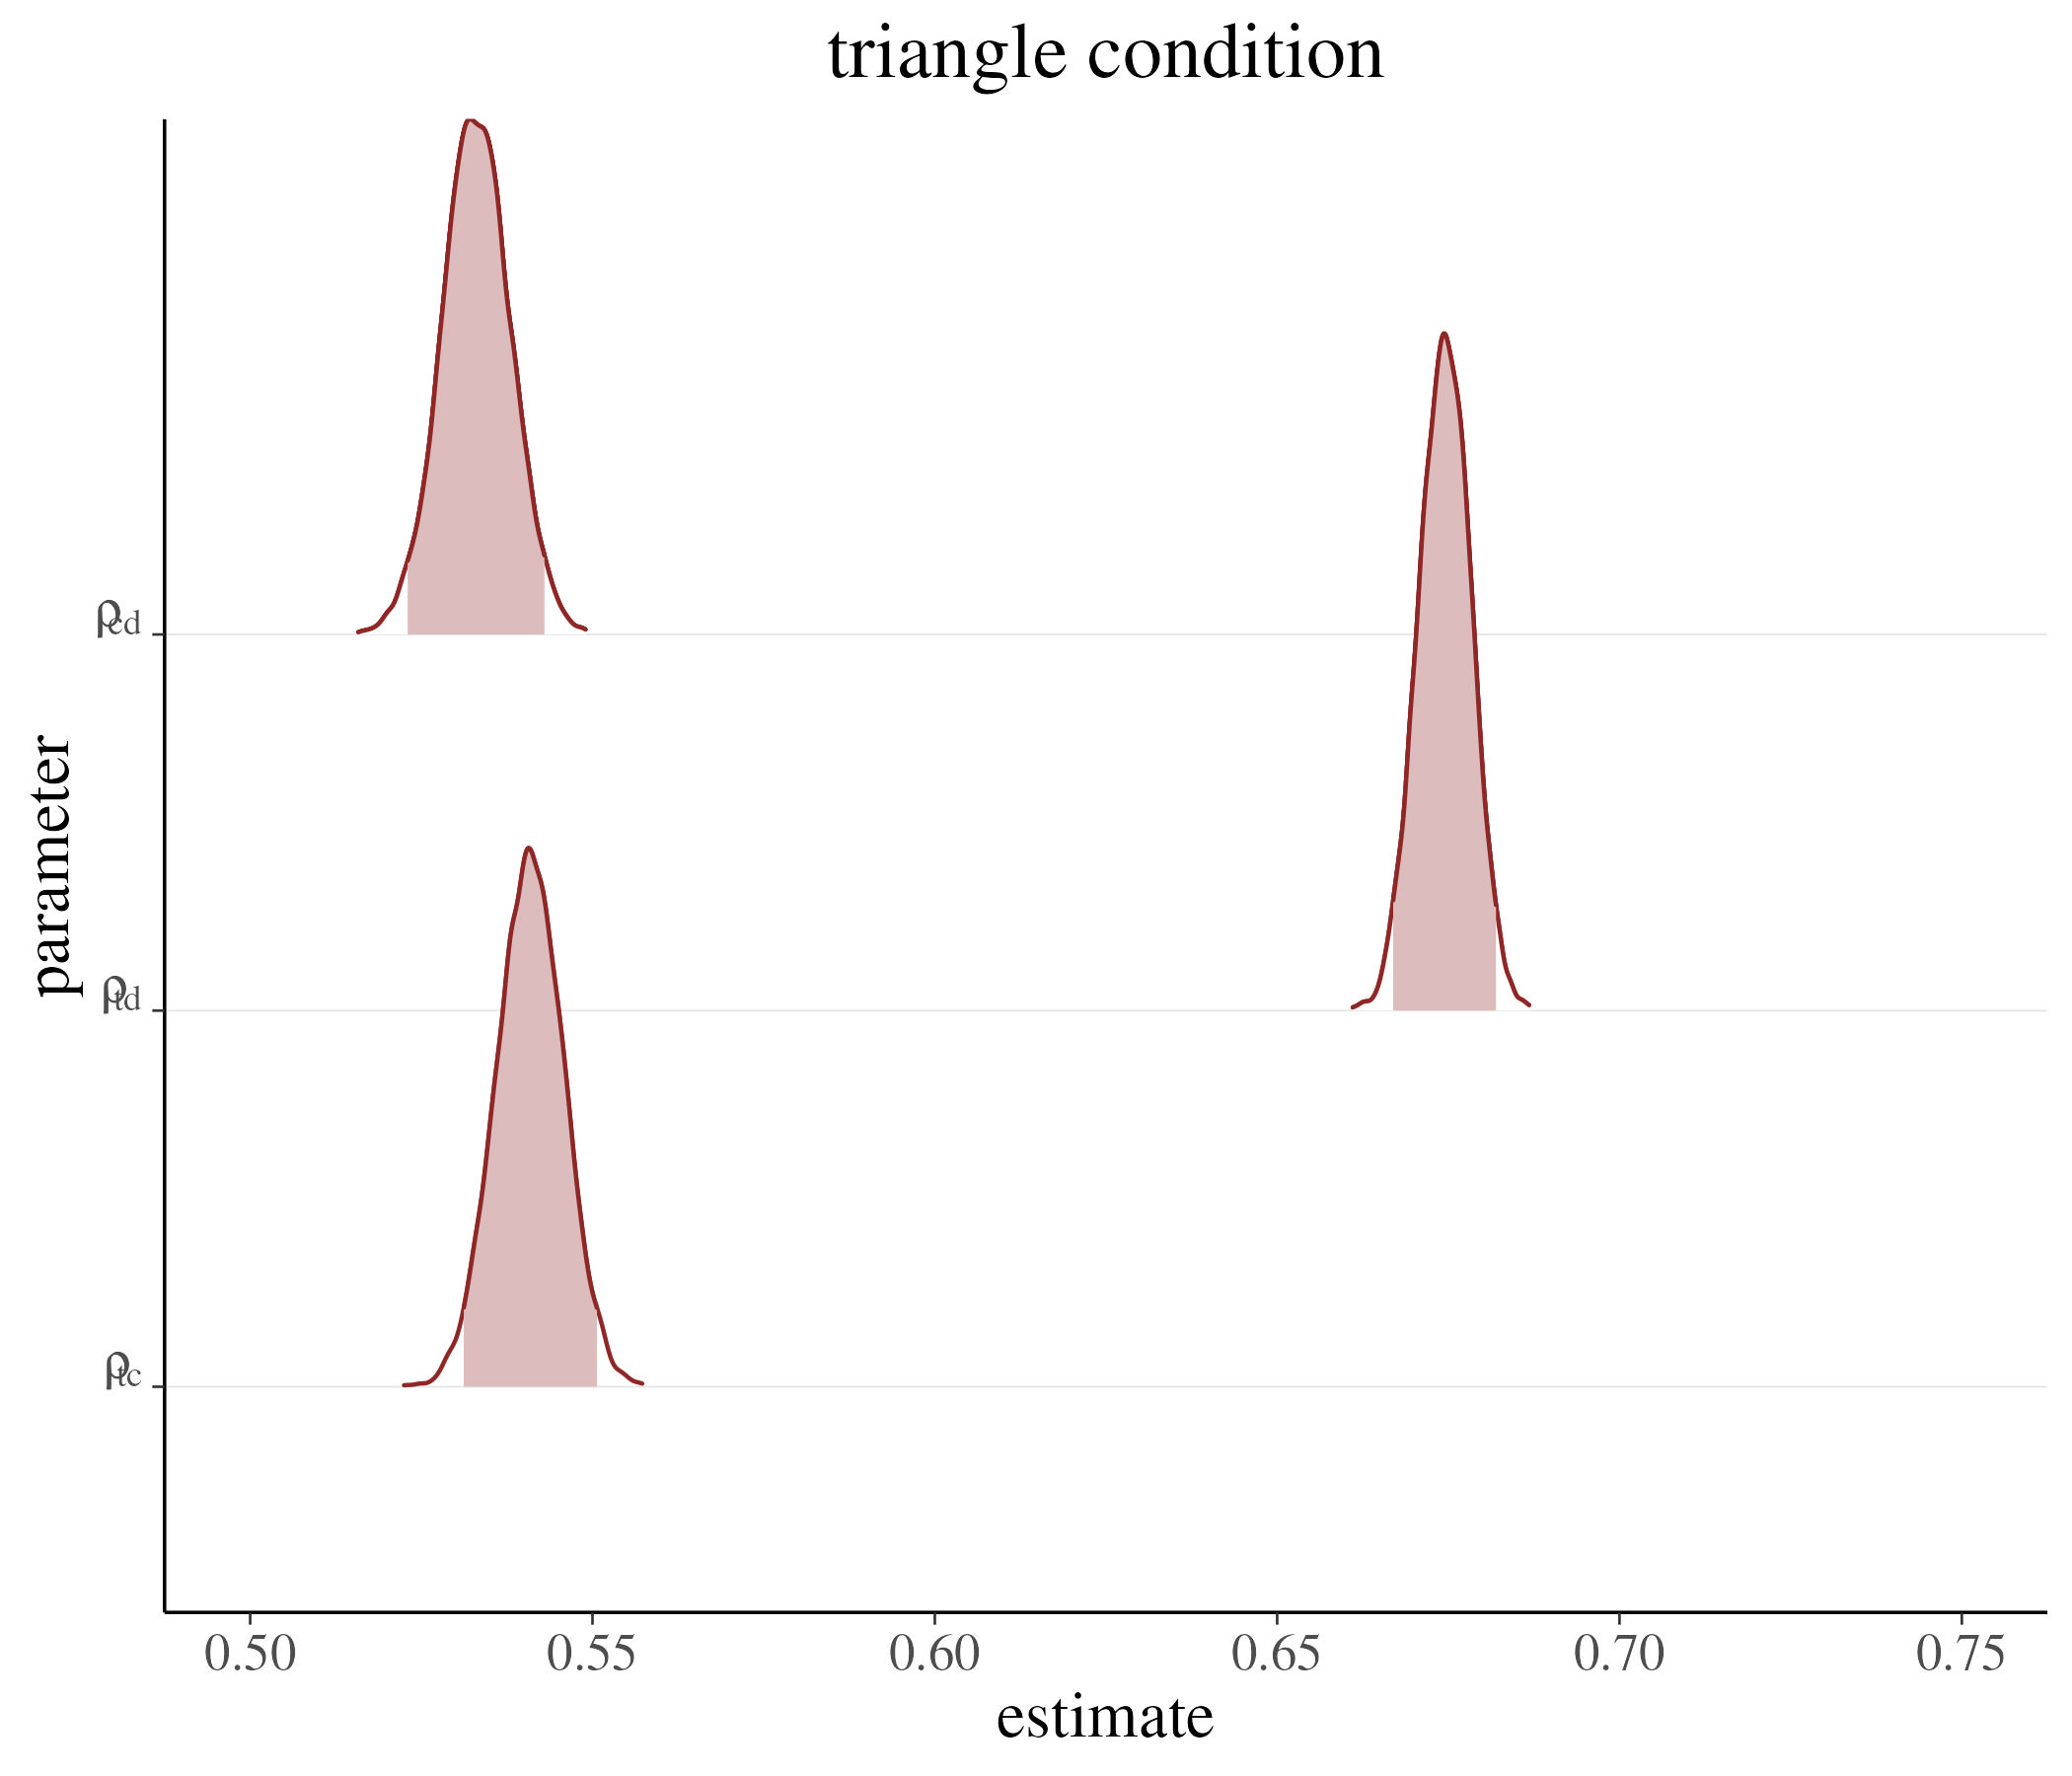 triangle condition
parameter
ρcd
ρtd
ρtc
0.50 0.55 0.60 0.65 0.70 0.75
estimate